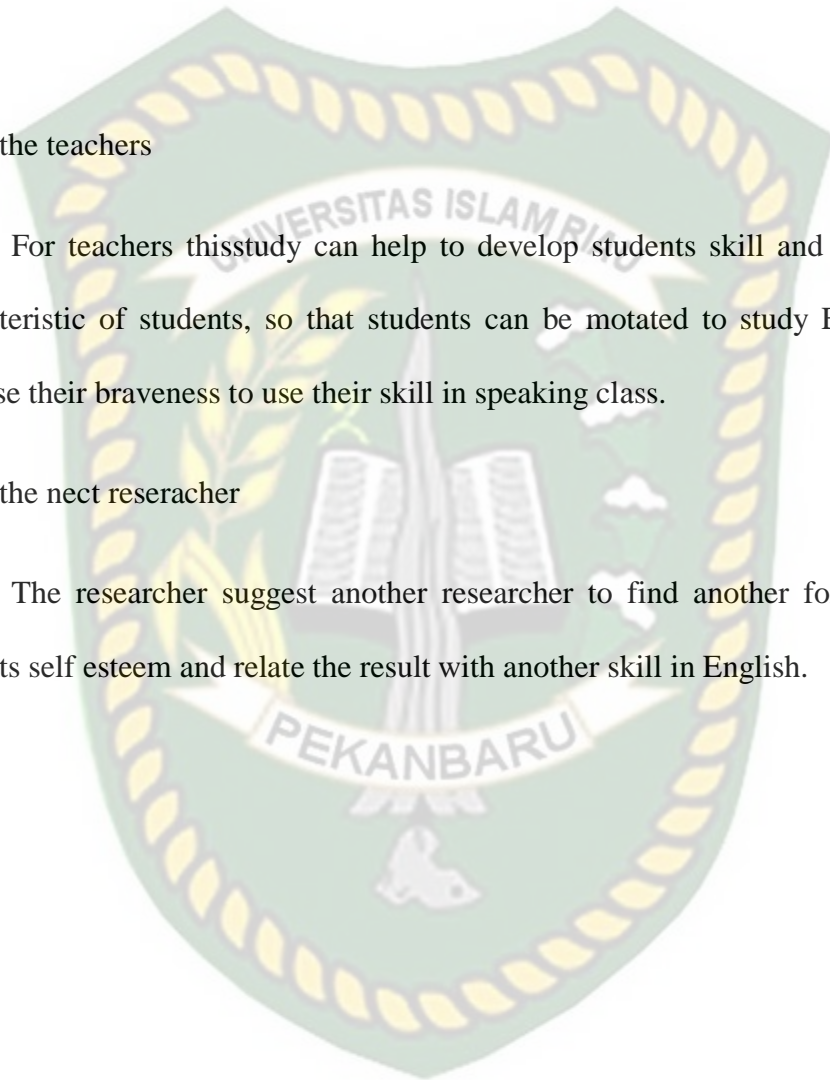 the teachers
UNIVERSITAS ISLAM RIAU
For teachers thisstudy can help to develop students skill and
teristic of students, so that students can be motated to study E
se their braveness to use their skill in speaking class.
the nect reseracher
The researcher suggest another researcher to find another fo
ts self esteem and relate the result with another skill in English.
PEKANBARU